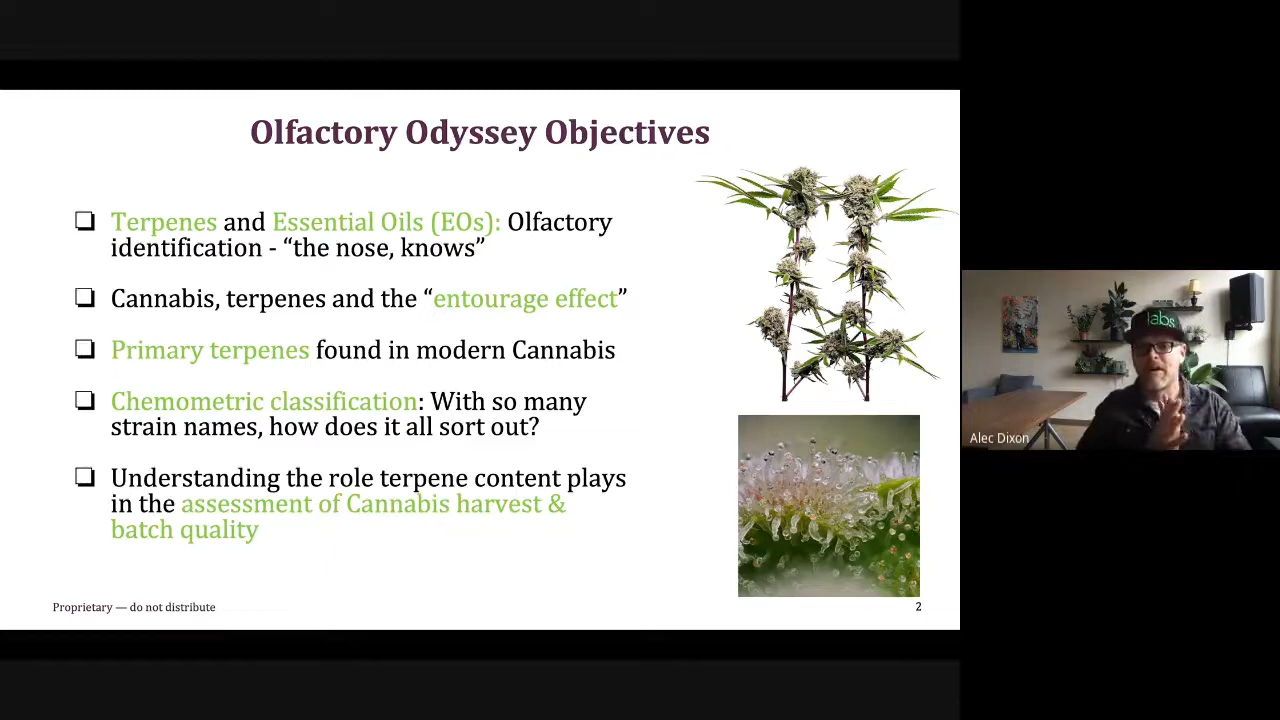 Olfactory Odyssey Objectives
❏ Terpenes and Essential Oils (EOs): Olfactory
identification - “the nose, knows”
❏ Cannabis, terpenes and the “entourage effect”
❏ Primary terpenes found in modern Cannabis
❏ Chemometric classification: With so many
strain names, how does it all sort out?
❏ Understanding the role terpene content plays
in the assessment of Cannabis harvest &
batch quality
Proprietary — do not distribute
2
labs
Alec Dixon